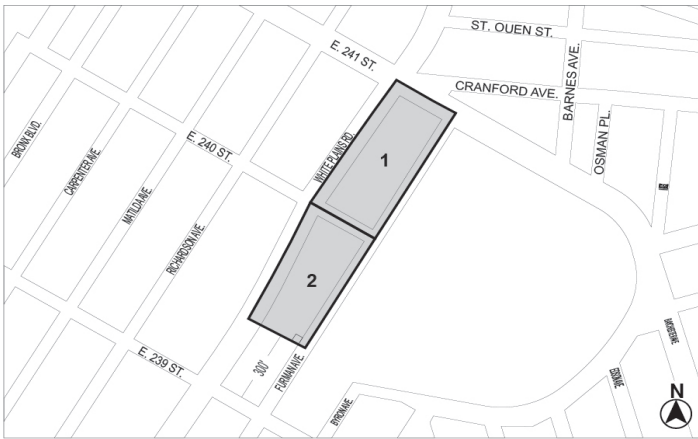 ST. OUEN ST.
E. 241 ST.
CRANFORD AVE.
BARNES AVE.
OSMAN PL.
BRONX BLVD.
CARPENTER AVE.
MATILDA AVE.
RICHARDSON AVE.
E. 240 ST.
WHITE PLAINS RD.
1
2
E. 239 ST.
300'
FURMAN AVE.
BYRON AVE.
N